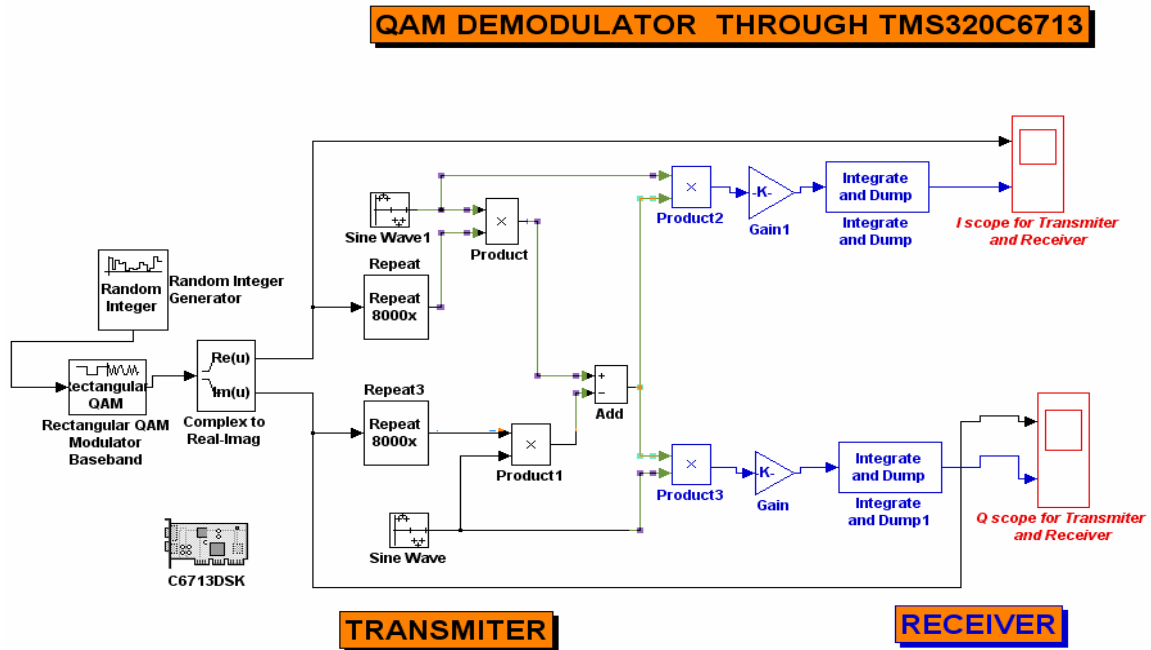 QAM DEMODULATOR THROUGH TMS320C6713
Integrate
and Dump
Integrate
and Dump
-K-
Gain1
×
Product2
I scope for Transmiter
and Receiver
Sine Wave1
×
Product
Repeat
Repeat
8000x
Random
Integer
Random Integer
Generator
Rectangular
QAM
Rectangular QAM
Modulator
Baseband
Re(u)
Im(u)
Complex to
Real-Imag
Repeat3
Repeat
8000x
×
Product1
+
−
Add
×
Product3
-K-
Gain
Integrate
and Dump
Integrate
and Dump1
Q scope for Transmiter
and Receiver
Sine Wave
C6713DSK
TRANSMITER
RECEIVER